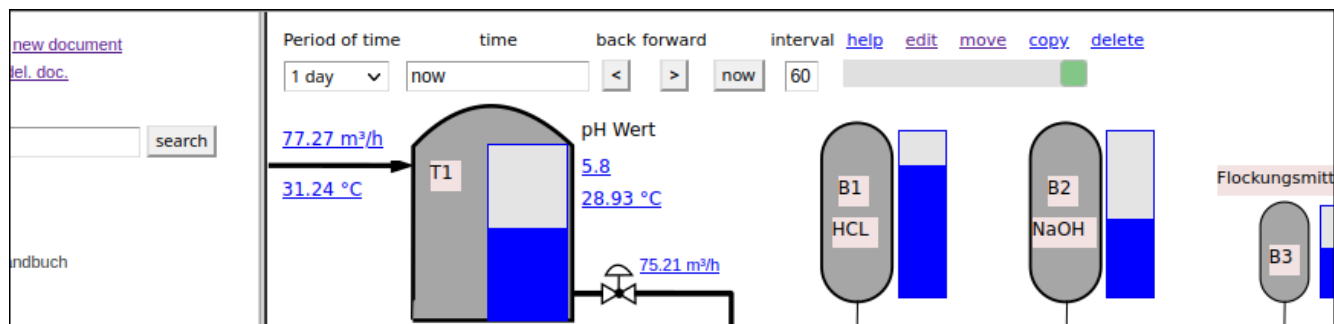 new document
del. doc.
search
andbuch
Period of time time back forward interval help edit move copy delete
1 day now < > now 60
77.27 m³/h
31.24 °C
T1
pH Wert
5.8
28.93 °C
75.21 m³/h
B1
HCL
B2
NaOH
Flockungsmitt
B3